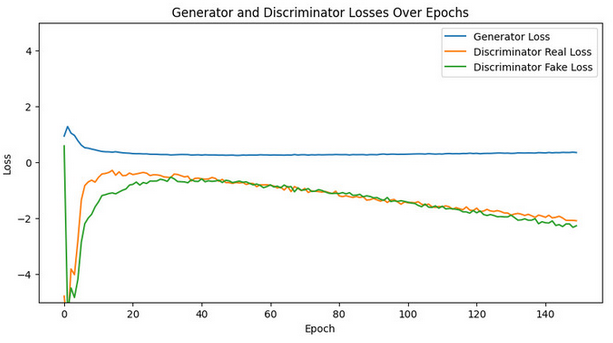 Generator and Discriminator Losses Over Epochs
Generator Loss
Discriminator Real Loss
Discriminator Fake Loss
Loss
4
2
0
−2
−4
0
20
40
60
80
100
120
140
Epoch